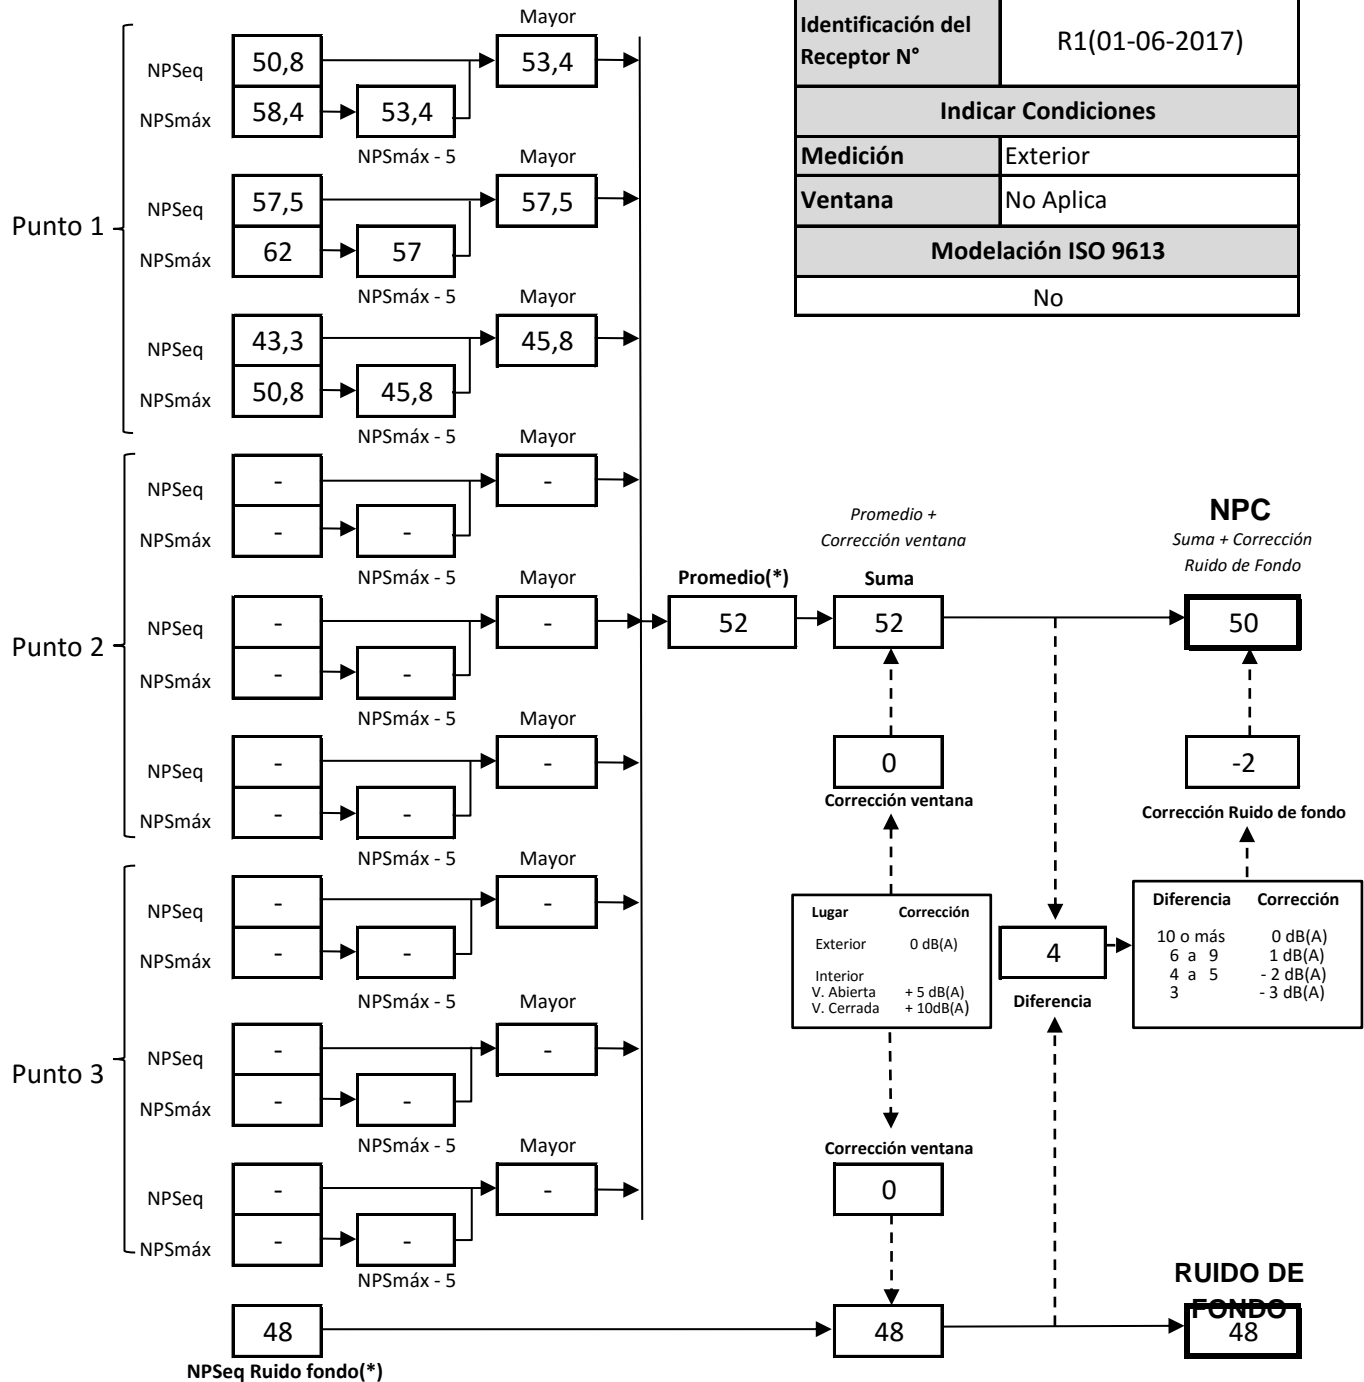 Identificación del
Receptor N°
R1(01-06-2017)
Indicar Condiciones
Medición
Exterior
Ventana
No Aplica
Modelación ISO 9613
No
Punto 1
Mayor
NPSeq
50,8
53,4
NPSmáx
58,4
53,4
NPSmáx - 5
Mayor
NPSeq
57,5
57,5
NPSmáx
62
57
NPSmáx - 5
Mayor
NPSeq
43,3
45,8
NPSmáx
50,8
45,8
NPSmáx - 5
Punto 2
Mayor
NPSeq
-
-
NPSmáx
-
-
NPSmáx - 5
Mayor
NPSeq
-
-
NPSmáx
-
-
NPSmáx - 5
Mayor
NPSeq
-
-
NPSmáx
-
-
NPSmáx - 5
Punto 3
Mayor
NPSeq
-
-
NPSmáx
-
-
NPSmáx - 5
Mayor
NPSeq
-
-
NPSmáx
-
-
NPSmáx - 5
Mayor
NPSeq
-
-
NPSmáx
-
-
NPSmáx - 5
Promedio(*)
52
Promedio +
Corrección ventana
Suma
52
NPC
Suma + Corrección
Ruido de Fondo
50
0
Corrección ventana
-2
Corrección Ruido de fondo
Lugar Corrección
Exterior 0 dB(A)
Interior
V. Abierta + 5 dB(A)
V. Cerrada + 10dB(A)
4
Diferencia
Diferencia Corrección
10 o más 0 dB(A)
6 a 9 1 dB(A)
4 a 5 - 2 dB(A)
3 - 3 dB(A)
Corrección ventana
0
48
NPSeq Ruido fondo(*)
48
RUIDO DE
FONDO
48